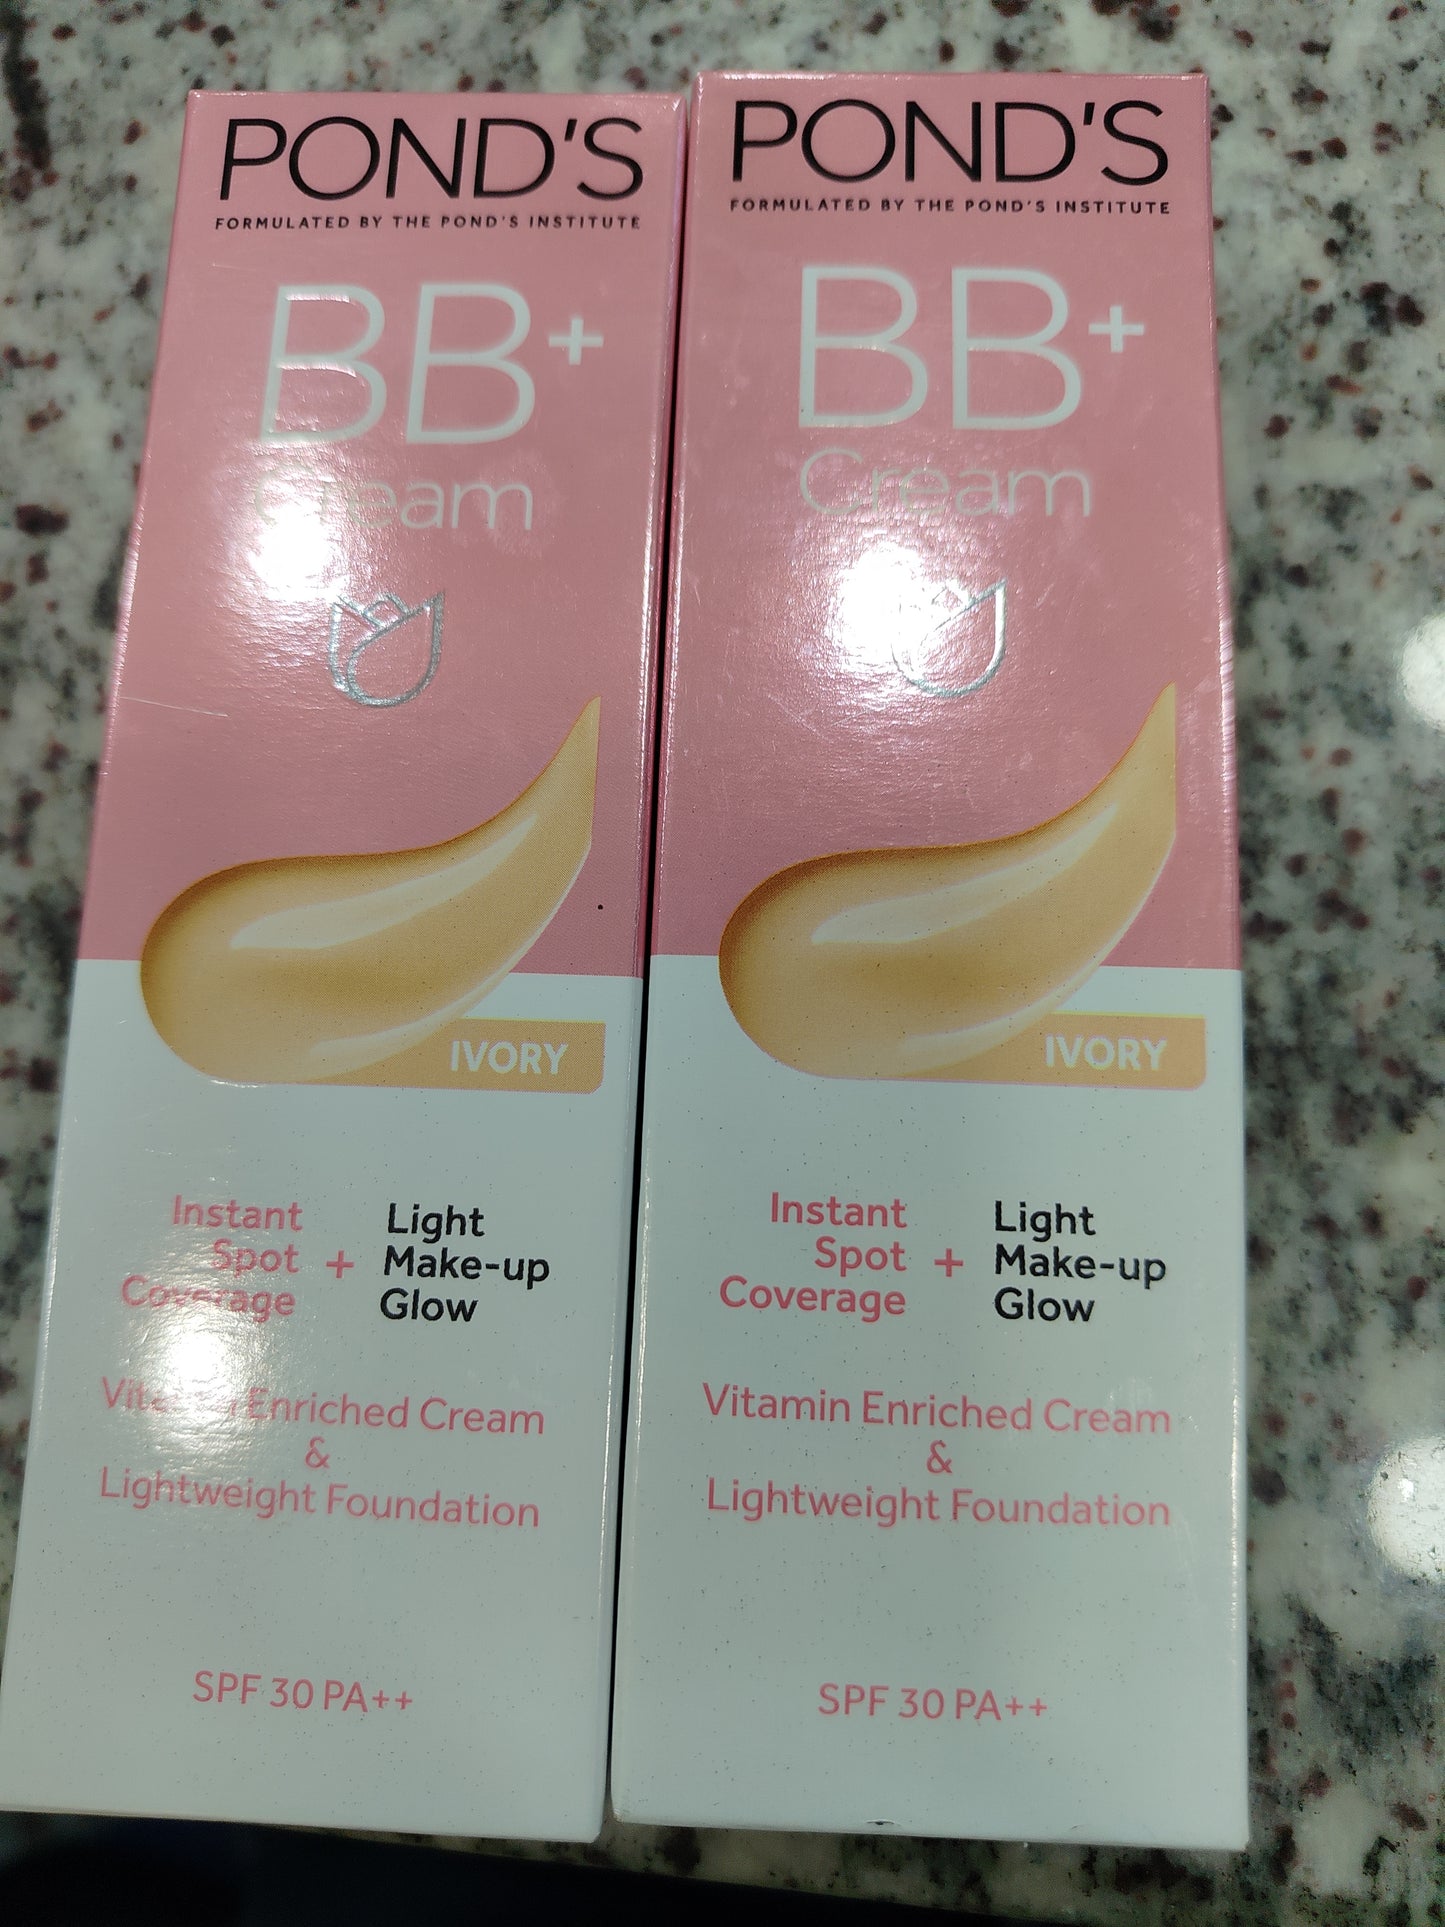 POND'S
FORMULATED BY THE POND'S INSTITUTE
BB+
Cream
IVORY
Instant
Spot
Coverage
+
Light
Make-up
Glow
Vitamin Enriched Cream
&
Lightweight Foundation
SPF 30 PA++
POND'S
FORMULATED BY THE POND'S INSTITUTE
BB+
Cream
IVORY
Instant
Spot
Coverage
+
Light
Make-up
Glow
Vitamin Enriched Cream
&
Lightweight Foundation
SPF 30 PA++